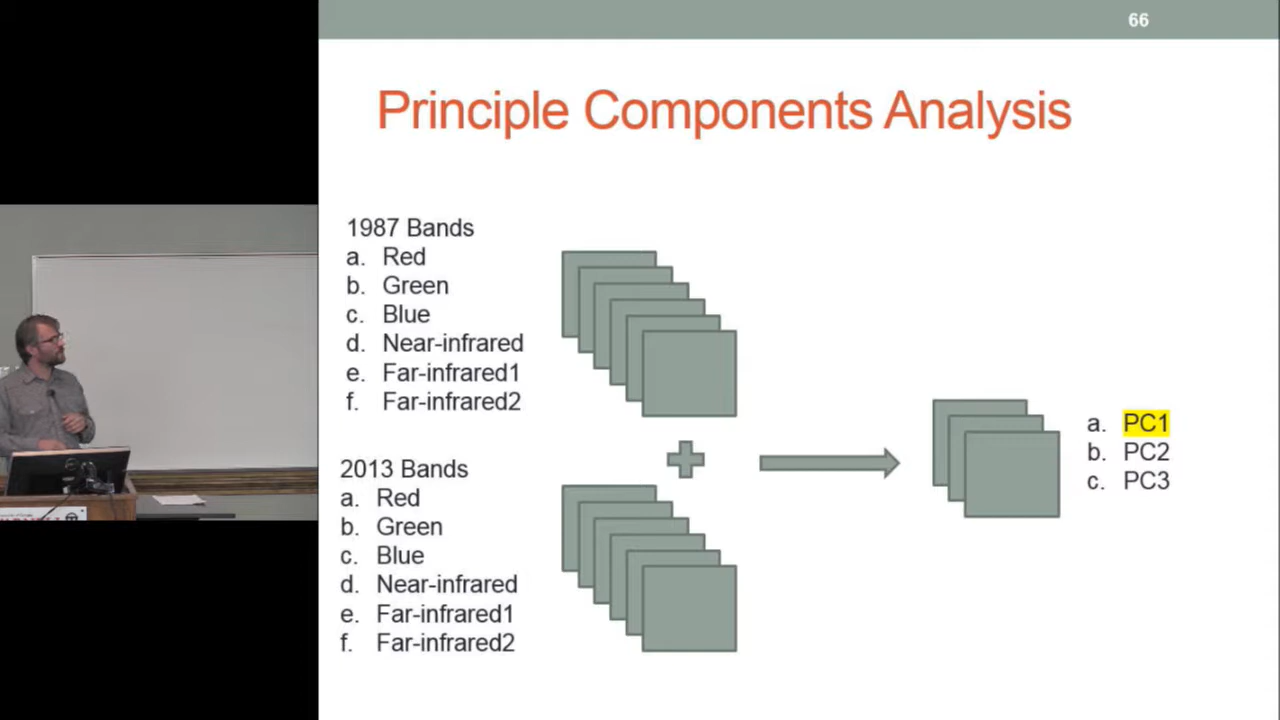 66
Principle Components Analysis
1987 Bands
a. Red
b. Green
c. Blue
d. Near-infrared
e. Far-infrared1
f. Far-infrared2
2013 Bands
a. Red
b. Green
c. Blue
d. Near-infrared
e. Far-infrared1
f. Far-infrared2
a. PC1
b. PC2
c. PC3